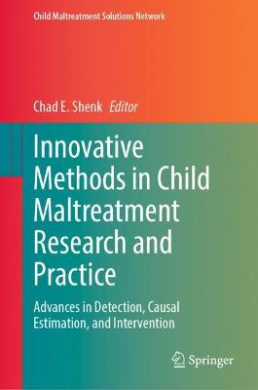 Child Maltreatment Solutions Network
Chad E. Shenk Editor
Innovative
Methods in Child
Maltreatment
Research and
Practice
Advances in Detection, Causal
Estimation, and Intervention
Springer